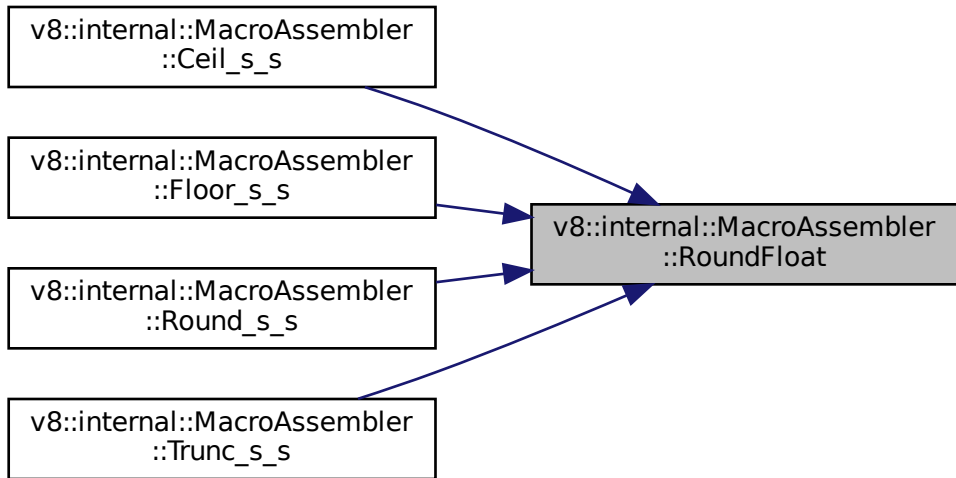 v8::internal::MacroAssembler
::Ceil_s_s
v8::internal::MacroAssembler
::Floor_s_s
v8::internal::MacroAssembler
::RoundFloat
v8::internal::MacroAssembler
::Round_s_s
v8::internal::MacroAssembler
::Trunc_s_s